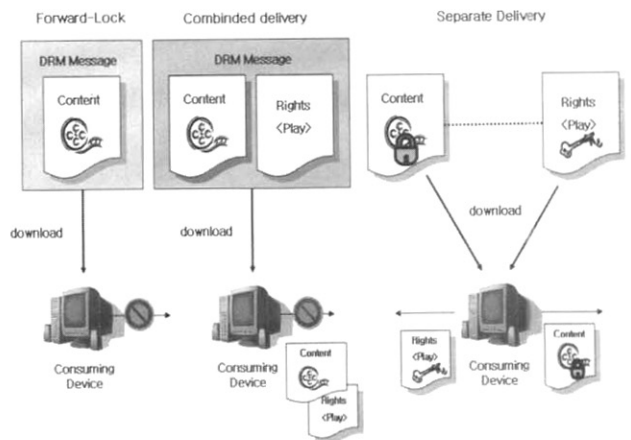 Forward-Lock
DRM Message
Content
download
Consuming
Device
Combinded delivery
DRM Message
Content
Rights
<Play>
download
Consuming
Device
Content
Rights
<Play>
Separate Delivery
Content
Rights
<Play>
download
Rights
<Play>
Consuming
Device
Content